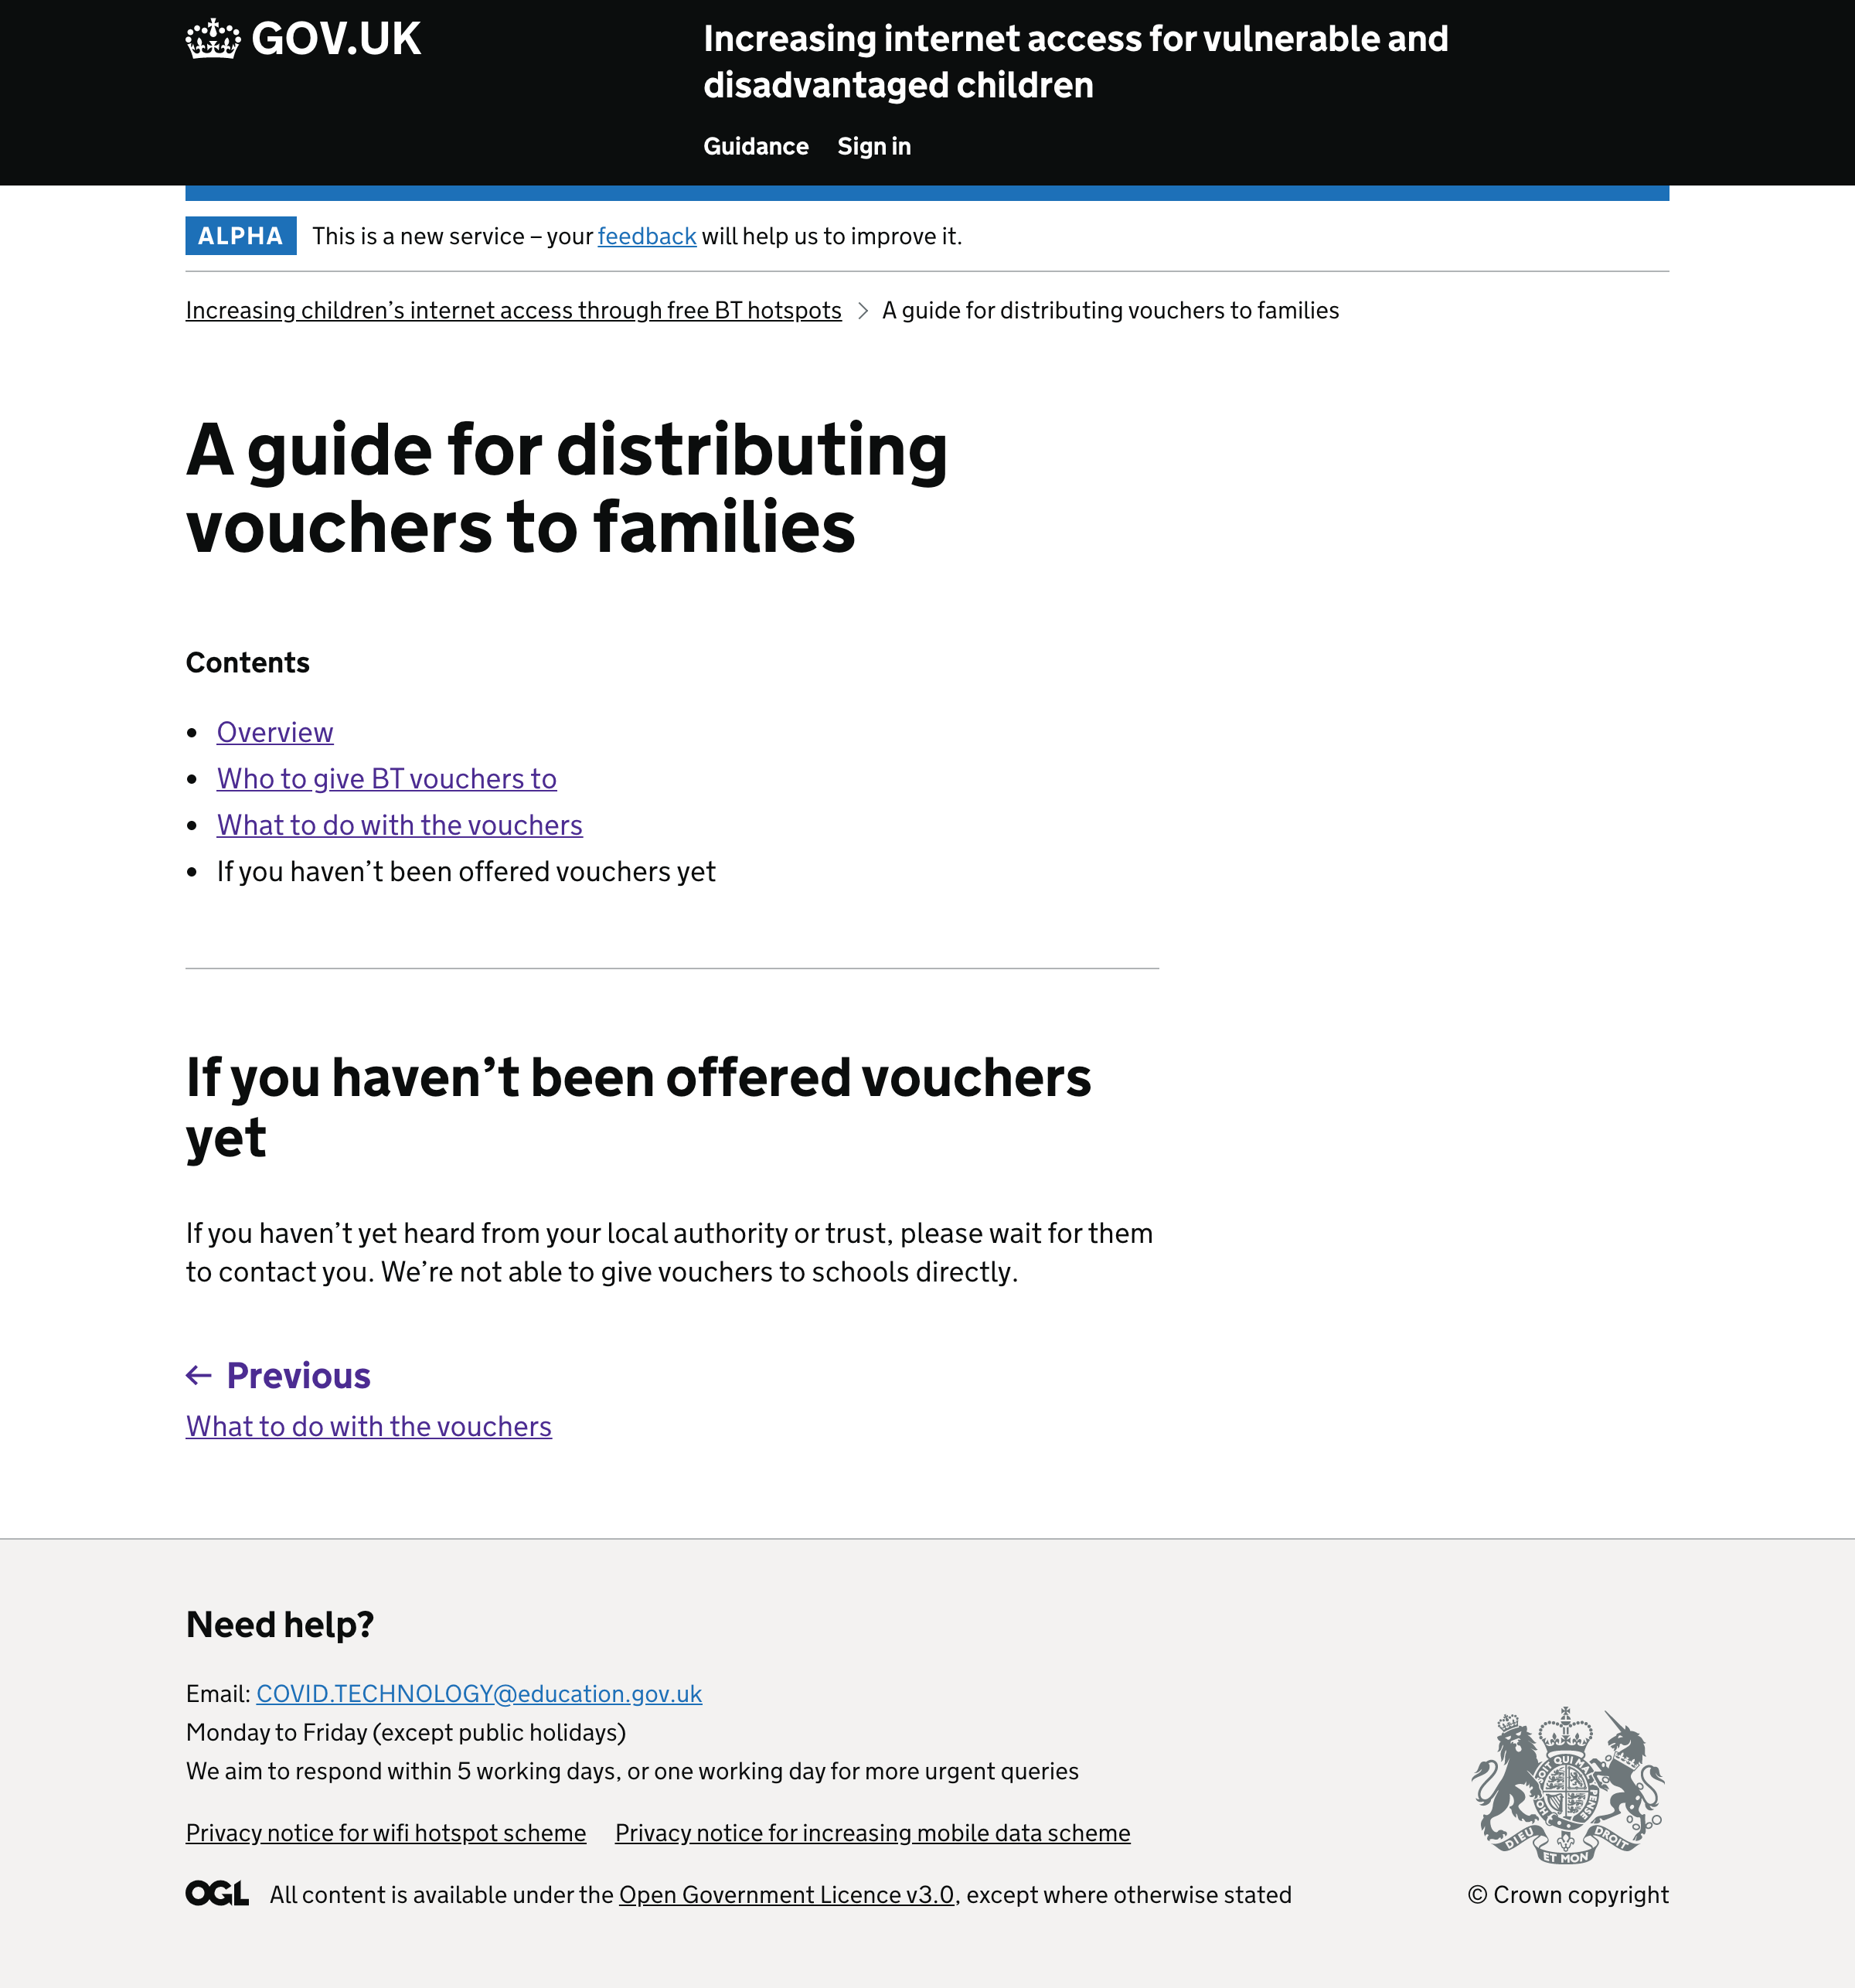 GOV.UK
Increasing internet access for vulnerable and
disadvantaged children
Guidance Sign in
ALPHA This is a new service – your feedback will help us to improve it.
Increasing children’s internet access through free BT hotspots A guide for distributing vouchers to families
A guide for distributing
vouchers to families
Contents
• Overview
• Who to give BT vouchers to
• What to do with the vouchers
• If you haven’t been offered vouchers yet
If you haven’t been offered vouchers
yet
If you haven’t yet heard from your local authority or trust, please wait for them
to contact you. We’re not able to give vouchers to schools directly.
← Previous
What to do with the vouchers
Need help?
Email: COVID.TECHNOLOGY@education.gov.uk
Monday to Friday (except public holidays)
We aim to respond within 5 working days, or one working day for more urgent queries
Privacy notice for wifi hotspot scheme Privacy notice for increasing mobile data scheme
OGL All content is available under the Open Government Licence v3.0, except where otherwise stated
SOIT QUI MAL Y PENSE HON
DIEU ET MON DROIT
© Crown copyright